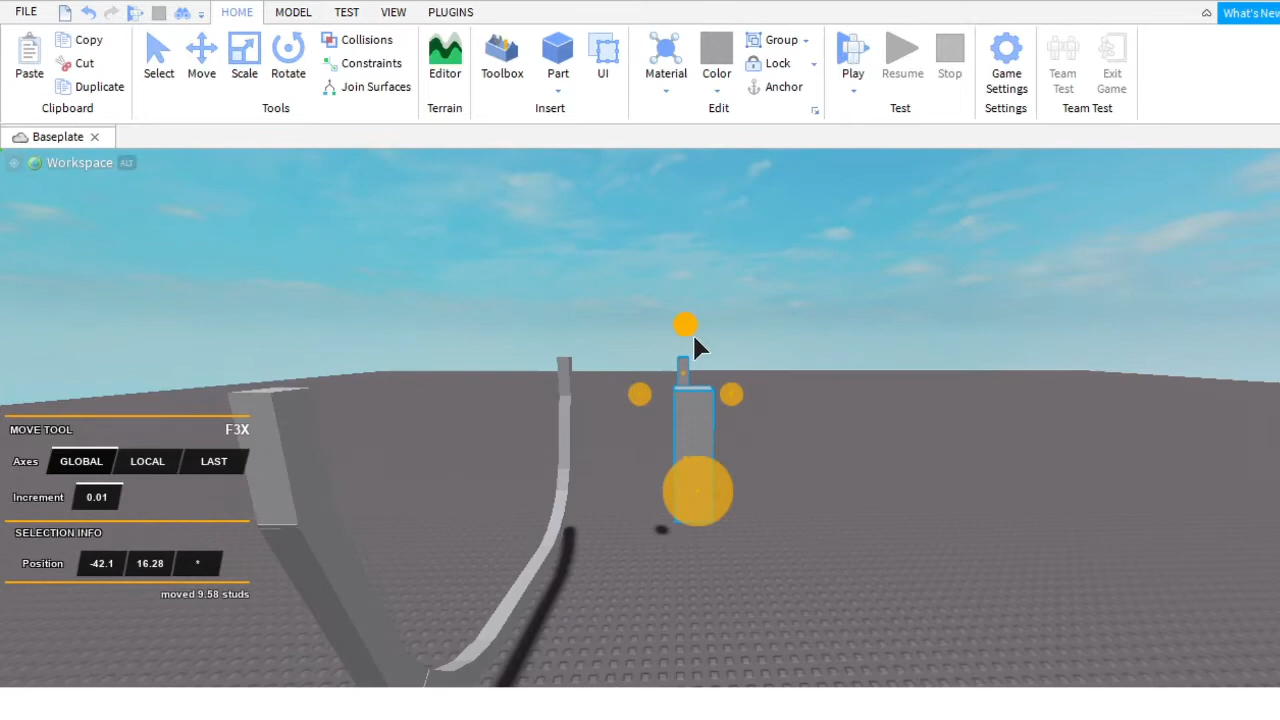 FILE HOME MODEL TEST VIEW PLUGINS What's New
Paste Copy Cut Duplicate
Clipboard
Select Move Scale Rotate Collisions Constraints Join Surfaces
Tools
Editor
Terrain
Toolbox Part UI
Insert
Material Color Group Lock Anchor
Edit
Play Resume Stop
Test
Game Settings
Settings
Team Test Exit Game
Team Test
Baseplate
Workspace ALT
MOVE TOOL F3X
Axes GLOBAL LOCAL LAST
Increment 0.01
SELECTION INFO
Position -42.1 16.28 *
moved 9.58 studs